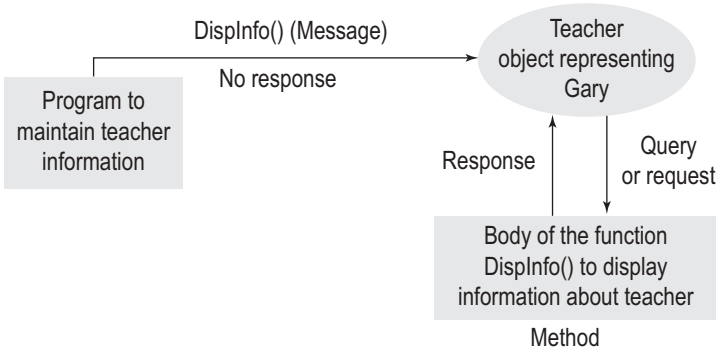 DispInfo() (Message)
No response
Teacher
object representing
Gary
Program to
maintain teacher
information
Response
Query
or request
Body of the function
DispInfo() to display
information about teacher
Method